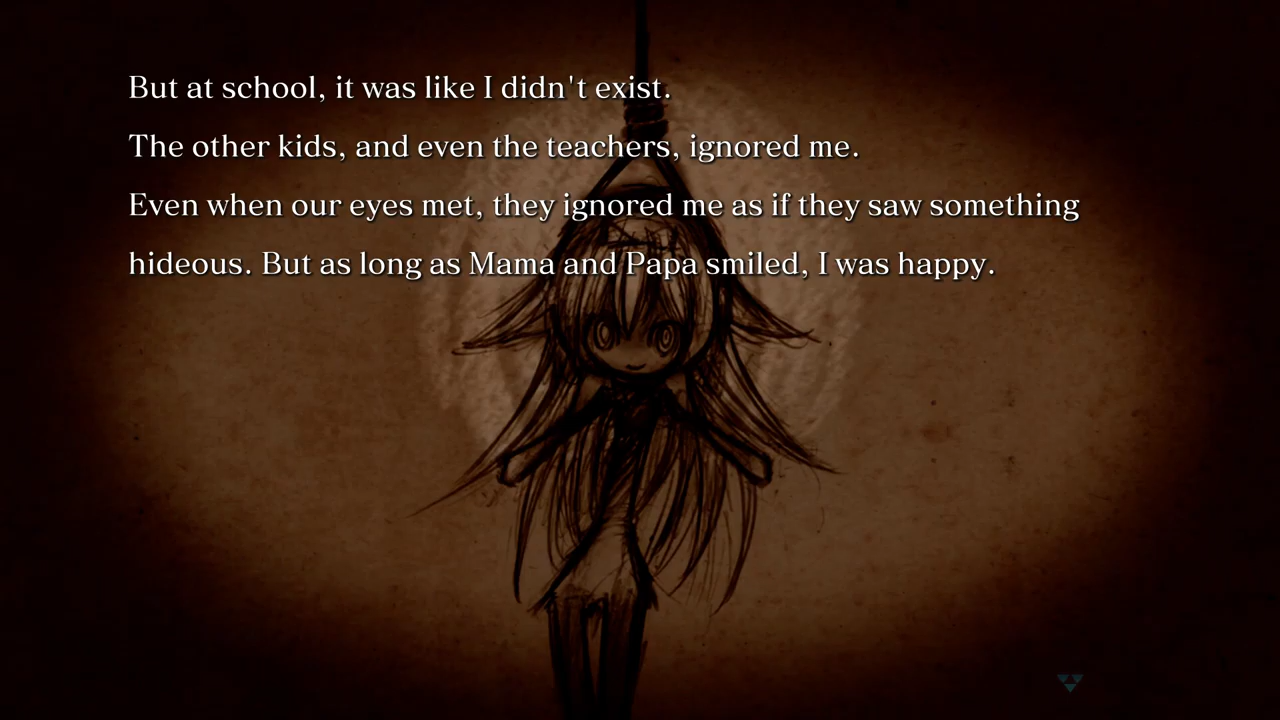 But at school, it was like I didn't exist.
The other kids, and even the teachers, ignored me.
Even when our eyes met, they ignored me as if they saw something
hideous. But as long as Mama and Papa smiled, I was happy.